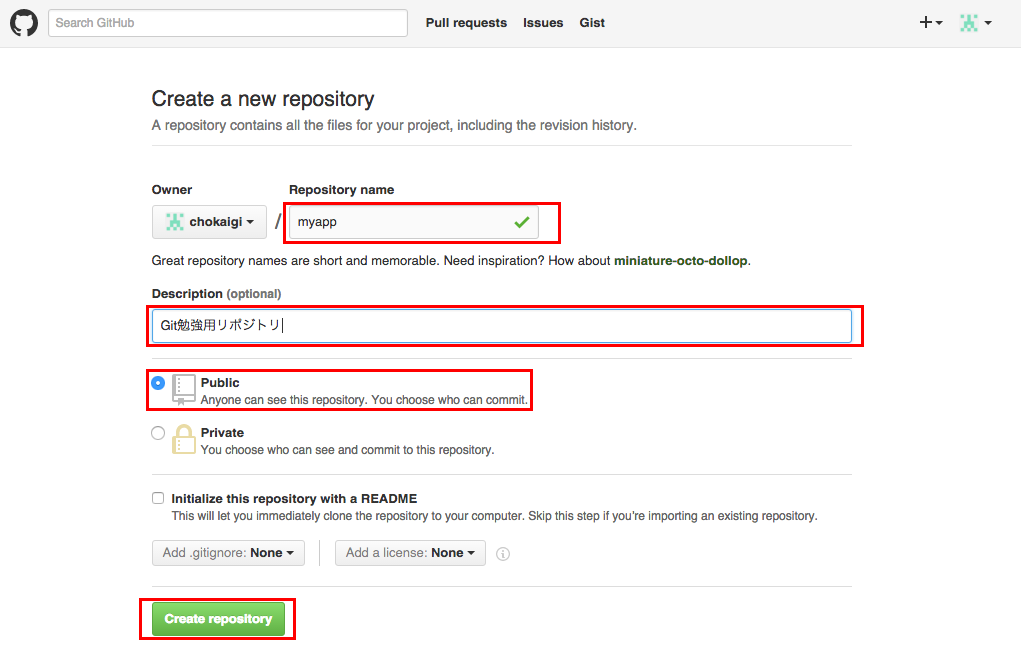 Search GitHub
Pull requests
Issues
Gist
Create a new repository
A repository contains all the files for your project, including the revision history.
Owner
Repository name
chokaigi
/
myapp
Great repository names are short and memorable. Need inspiration? How about miniature-octo-dollop.
Description (optional)
Git勉強用リポジトリ
Public
Anyone can see this repository. You choose who can commit.
Private
You choose who can see and commit to this repository.
Initialize this repository with a README
This will let you immediately clone the repository to your computer. Skip this step if you're importing an existing repository.
Add .gitignore: None
Add a license: None
Create repository